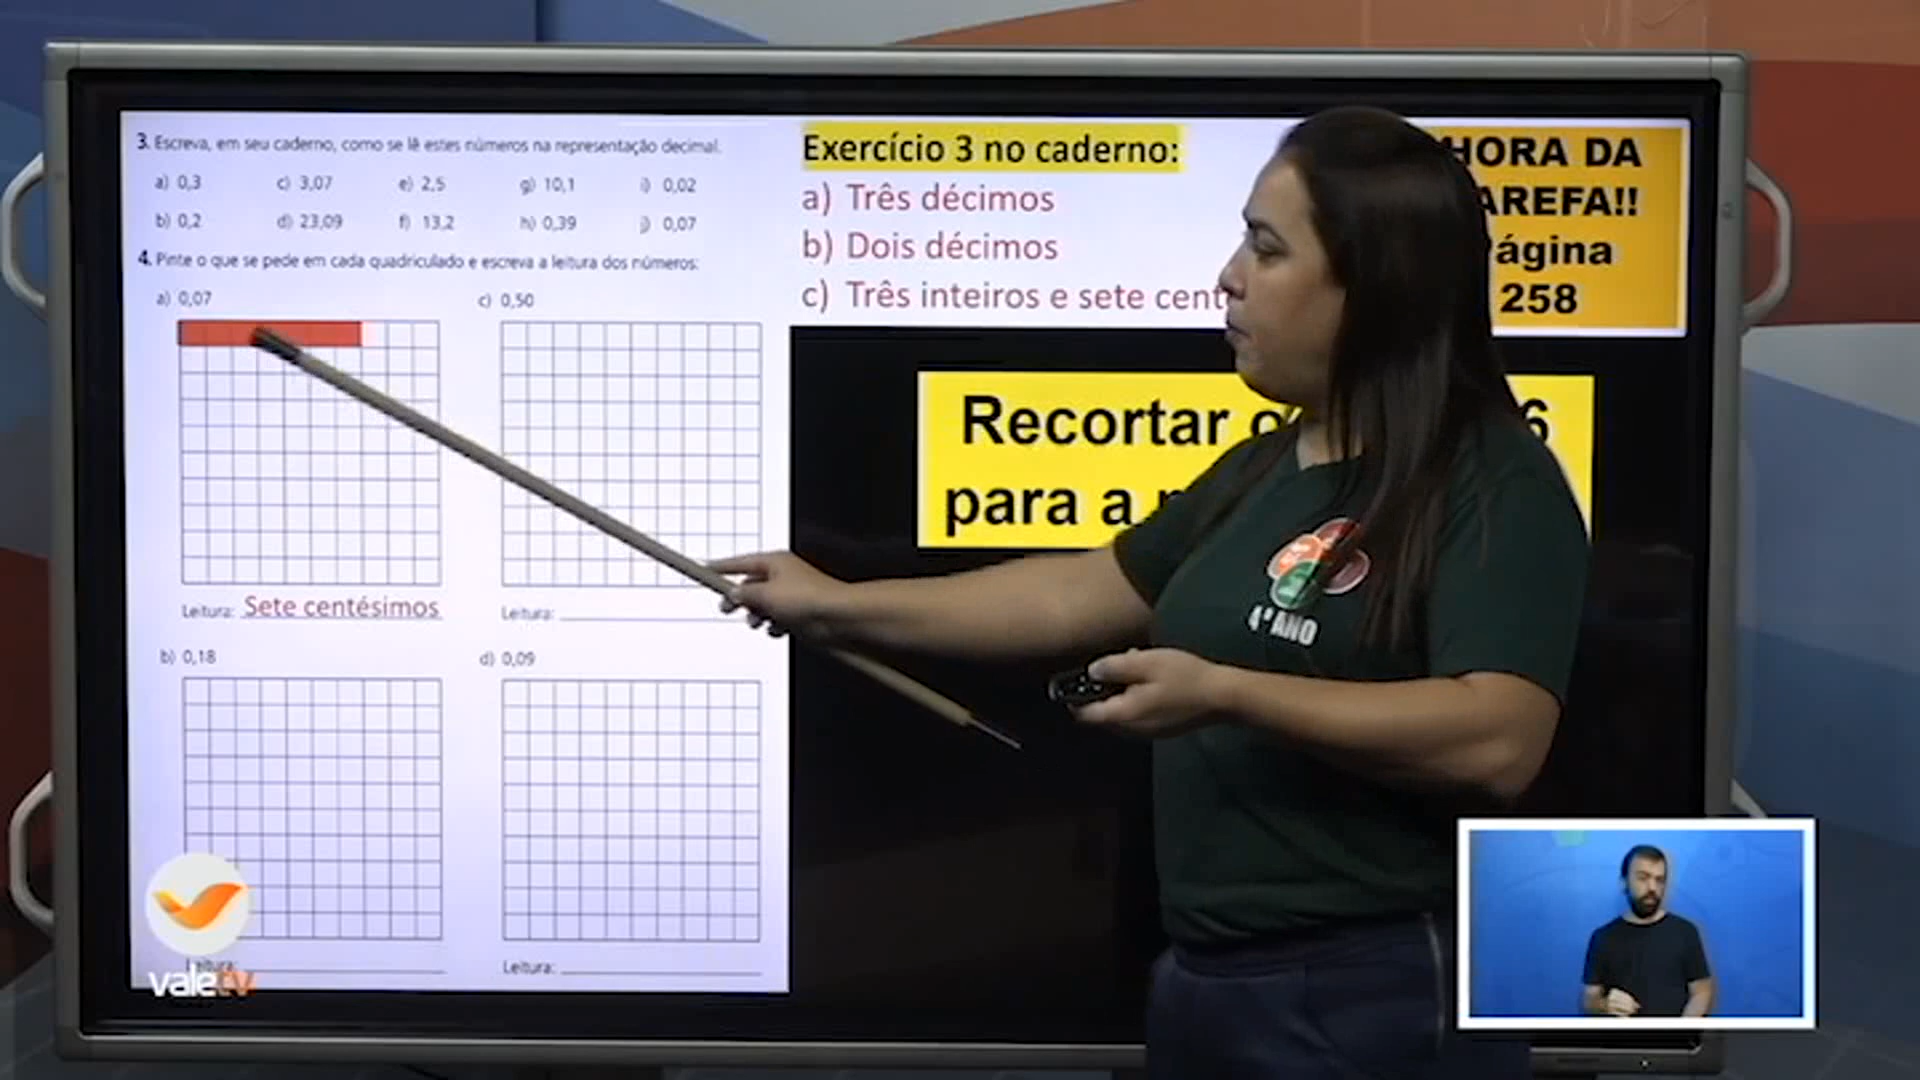 3. Escreva, em seu caderno, como se lê estes números na representação decimal.
a) 0,3 c) 3,07 e) 2,5 g) 10,1 i) 0,02
b) 0,2 d) 23,09 f) 13,2 h) 0,39 j) 0,07
4. Pinte o que se pede em cada quadriculado e escreva a leitura dos números:
a) 0,07 c) 0,50
Leitura: Sete centésimos Leitura:
b) 0,18 d) 0,09
Leitura: Leitura:
Exercício 3 no caderno:
a) Três décimos
b) Dois décimos
c) Três inteiros e sete cent
HORA DA
AREFA!!
ágina
258
Recortar 6
para a
4º ANO
valetv